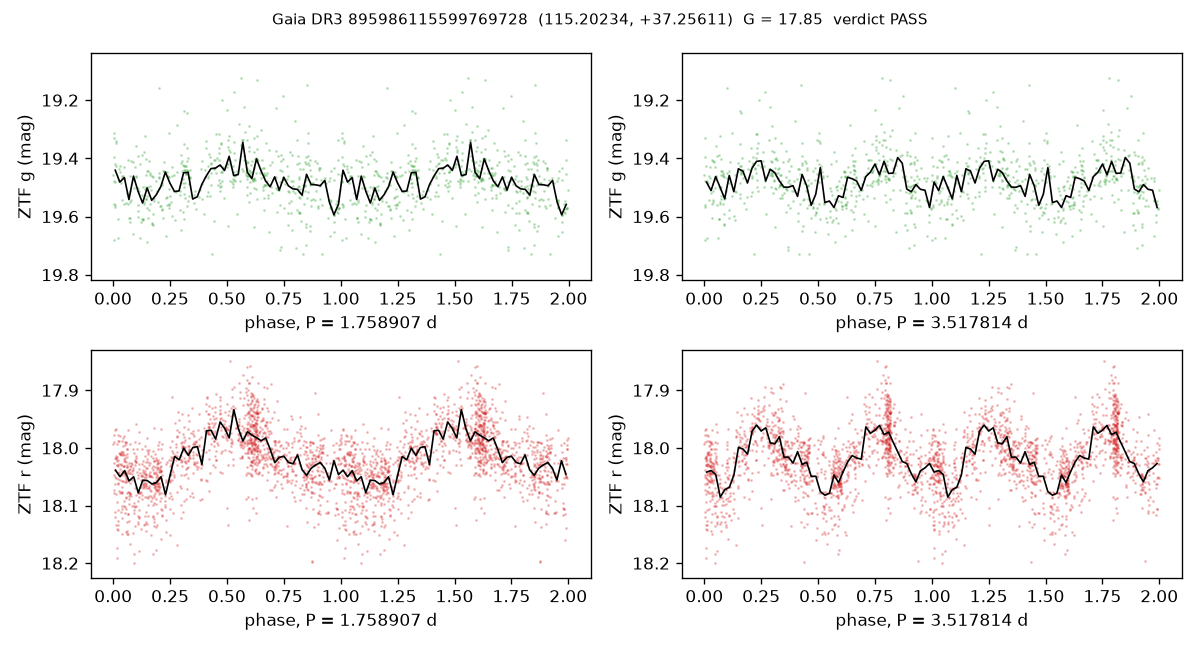 Gaia DR3 895986115599769728 (115.20234, +37.25611) G = 17.85 verdict PASS
ZTF g (mag)
19.2
19.4
19.6
19.8
0.00 0.25 0.50 0.75 1.00 1.25 1.50 1.75 2.00
phase, P = 1.758907 d
ZTF g (mag)
19.2
19.4
19.6
19.8
0.00 0.25 0.50 0.75 1.00 1.25 1.50 1.75 2.00
phase, P = 3.517814 d
ZTF r (mag)
17.9
18.0
18.1
18.2
0.00 0.25 0.50 0.75 1.00 1.25 1.50 1.75 2.00
phase, P = 1.758907 d
ZTF r (mag)
17.9
18.0
18.1
18.2
0.00 0.25 0.50 0.75 1.00 1.25 1.50 1.75 2.00
phase, P = 3.517814 d